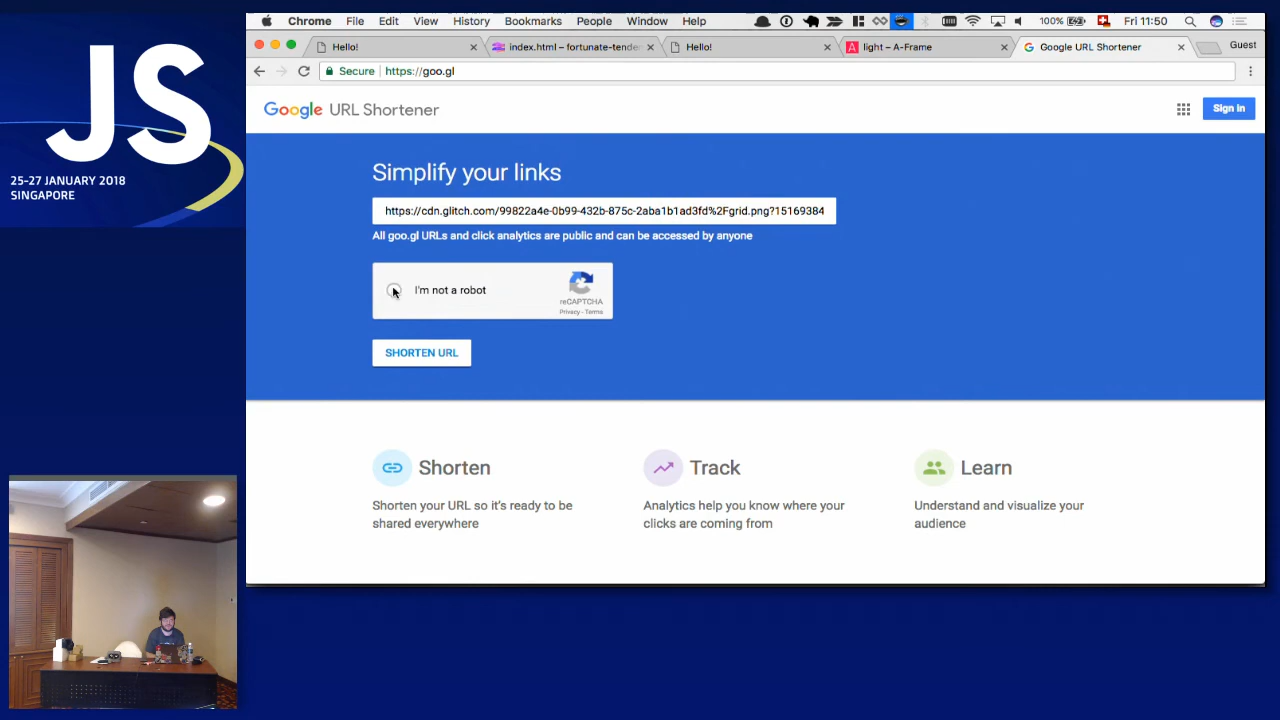 JS
25-27 JANUARY 2018
SINGAPORE
Chrome File Edit View History Bookmarks People Window Help
100%
Fri 11:50
Hello!
index.html – fortunate-tende
Hello!
light – A-Frame
Google URL Shortener
Guest
Secure
https://goo.gl
Google URL Shortener
Sign in
Simplify your links
https://cdn.glitch.com/99822a4e-0b99-432b-875c-2aba1b1ad3fd%2Fgrid.png?15169384
All goo.gl URLs and click analytics are public and can be accessed by anyone
I'm not a robot
reCAPTCHA
Privacy - Terms
SHORTEN URL
Shorten
Shorten your URL so it's ready to be
shared everywhere
Track
Analytics help you know where your
clicks are coming from
Learn
Understand and visualize your
audience